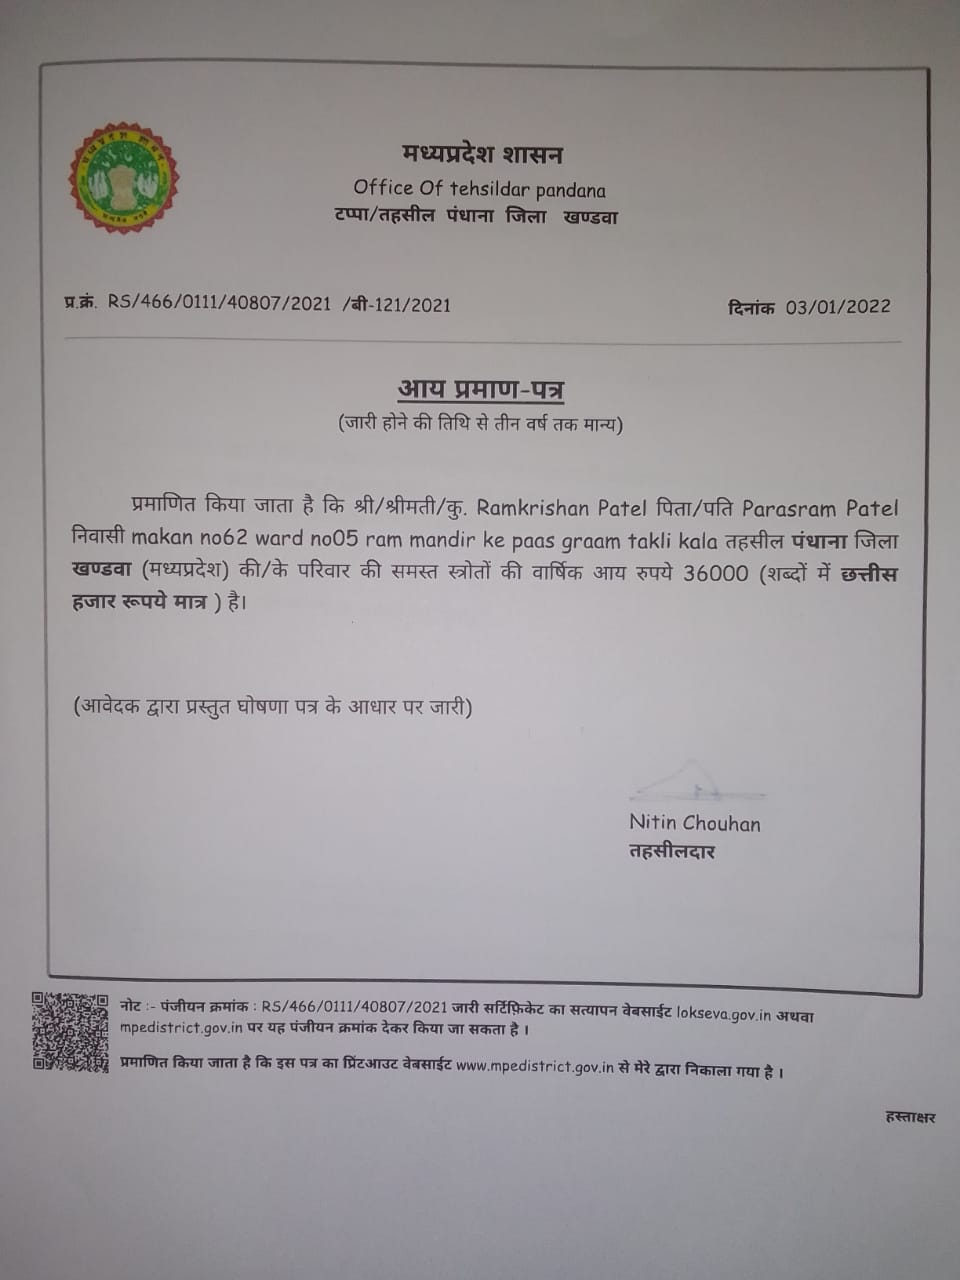 मध्यप्रदेश शासन
Office Of tehsildar pandana
टप्पा/तहसील पंधाना जिला खण्डवा
प्र.क्रं. RS/466/0111/40807/2021 /बी-121/2021
दिनांक 03/01/2022
आय प्रमाण-पत्र
(जारी होने की तिथि से तीन वर्ष तक मान्य)
प्रमाणित किया जाता है कि श्री/श्रीमती/कु. Ramkrishan Patel पिता/पति Parasram Patel
निवासी makan no62 ward no05 ram mandir ke paas graam takli kala तहसील पंधाना जिला
खण्डवा (मध्यप्रदेश) की/के परिवार की समस्त स्त्रोतों की वार्षिक आय रुपये 36000 (शब्दों में छत्तीस
हजार रूपये मात्र ) है।
(आवेदक द्वारा प्रस्तुत घोषणा पत्र के आधार पर जारी)
Nitin Chouhan
तहसीलदार
नोट :- पंजीयन क्रमांक : RS/466/0111/40807/2021 जारी सर्टिफ़िकेट का सत्यापन वेबसाईट lokseva.gov.in अथवा
mpedistrict.gov.in पर यह पंजीयन क्रमांक देकर किया जा सकता है ।
प्रमाणित किया जाता है कि इस पत्र का प्रिंटआउट वेबसाईट www.mpedistrict.gov.in से मेरे द्वारा निकाला गया है ।
हस्ताक्षर